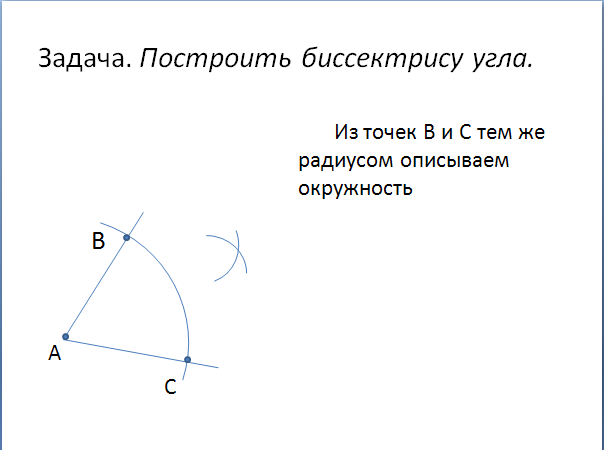 Задача. Построить биссектрису угла.
Из точек В и С тем же
радиусом описываем
окружность
В
А
С